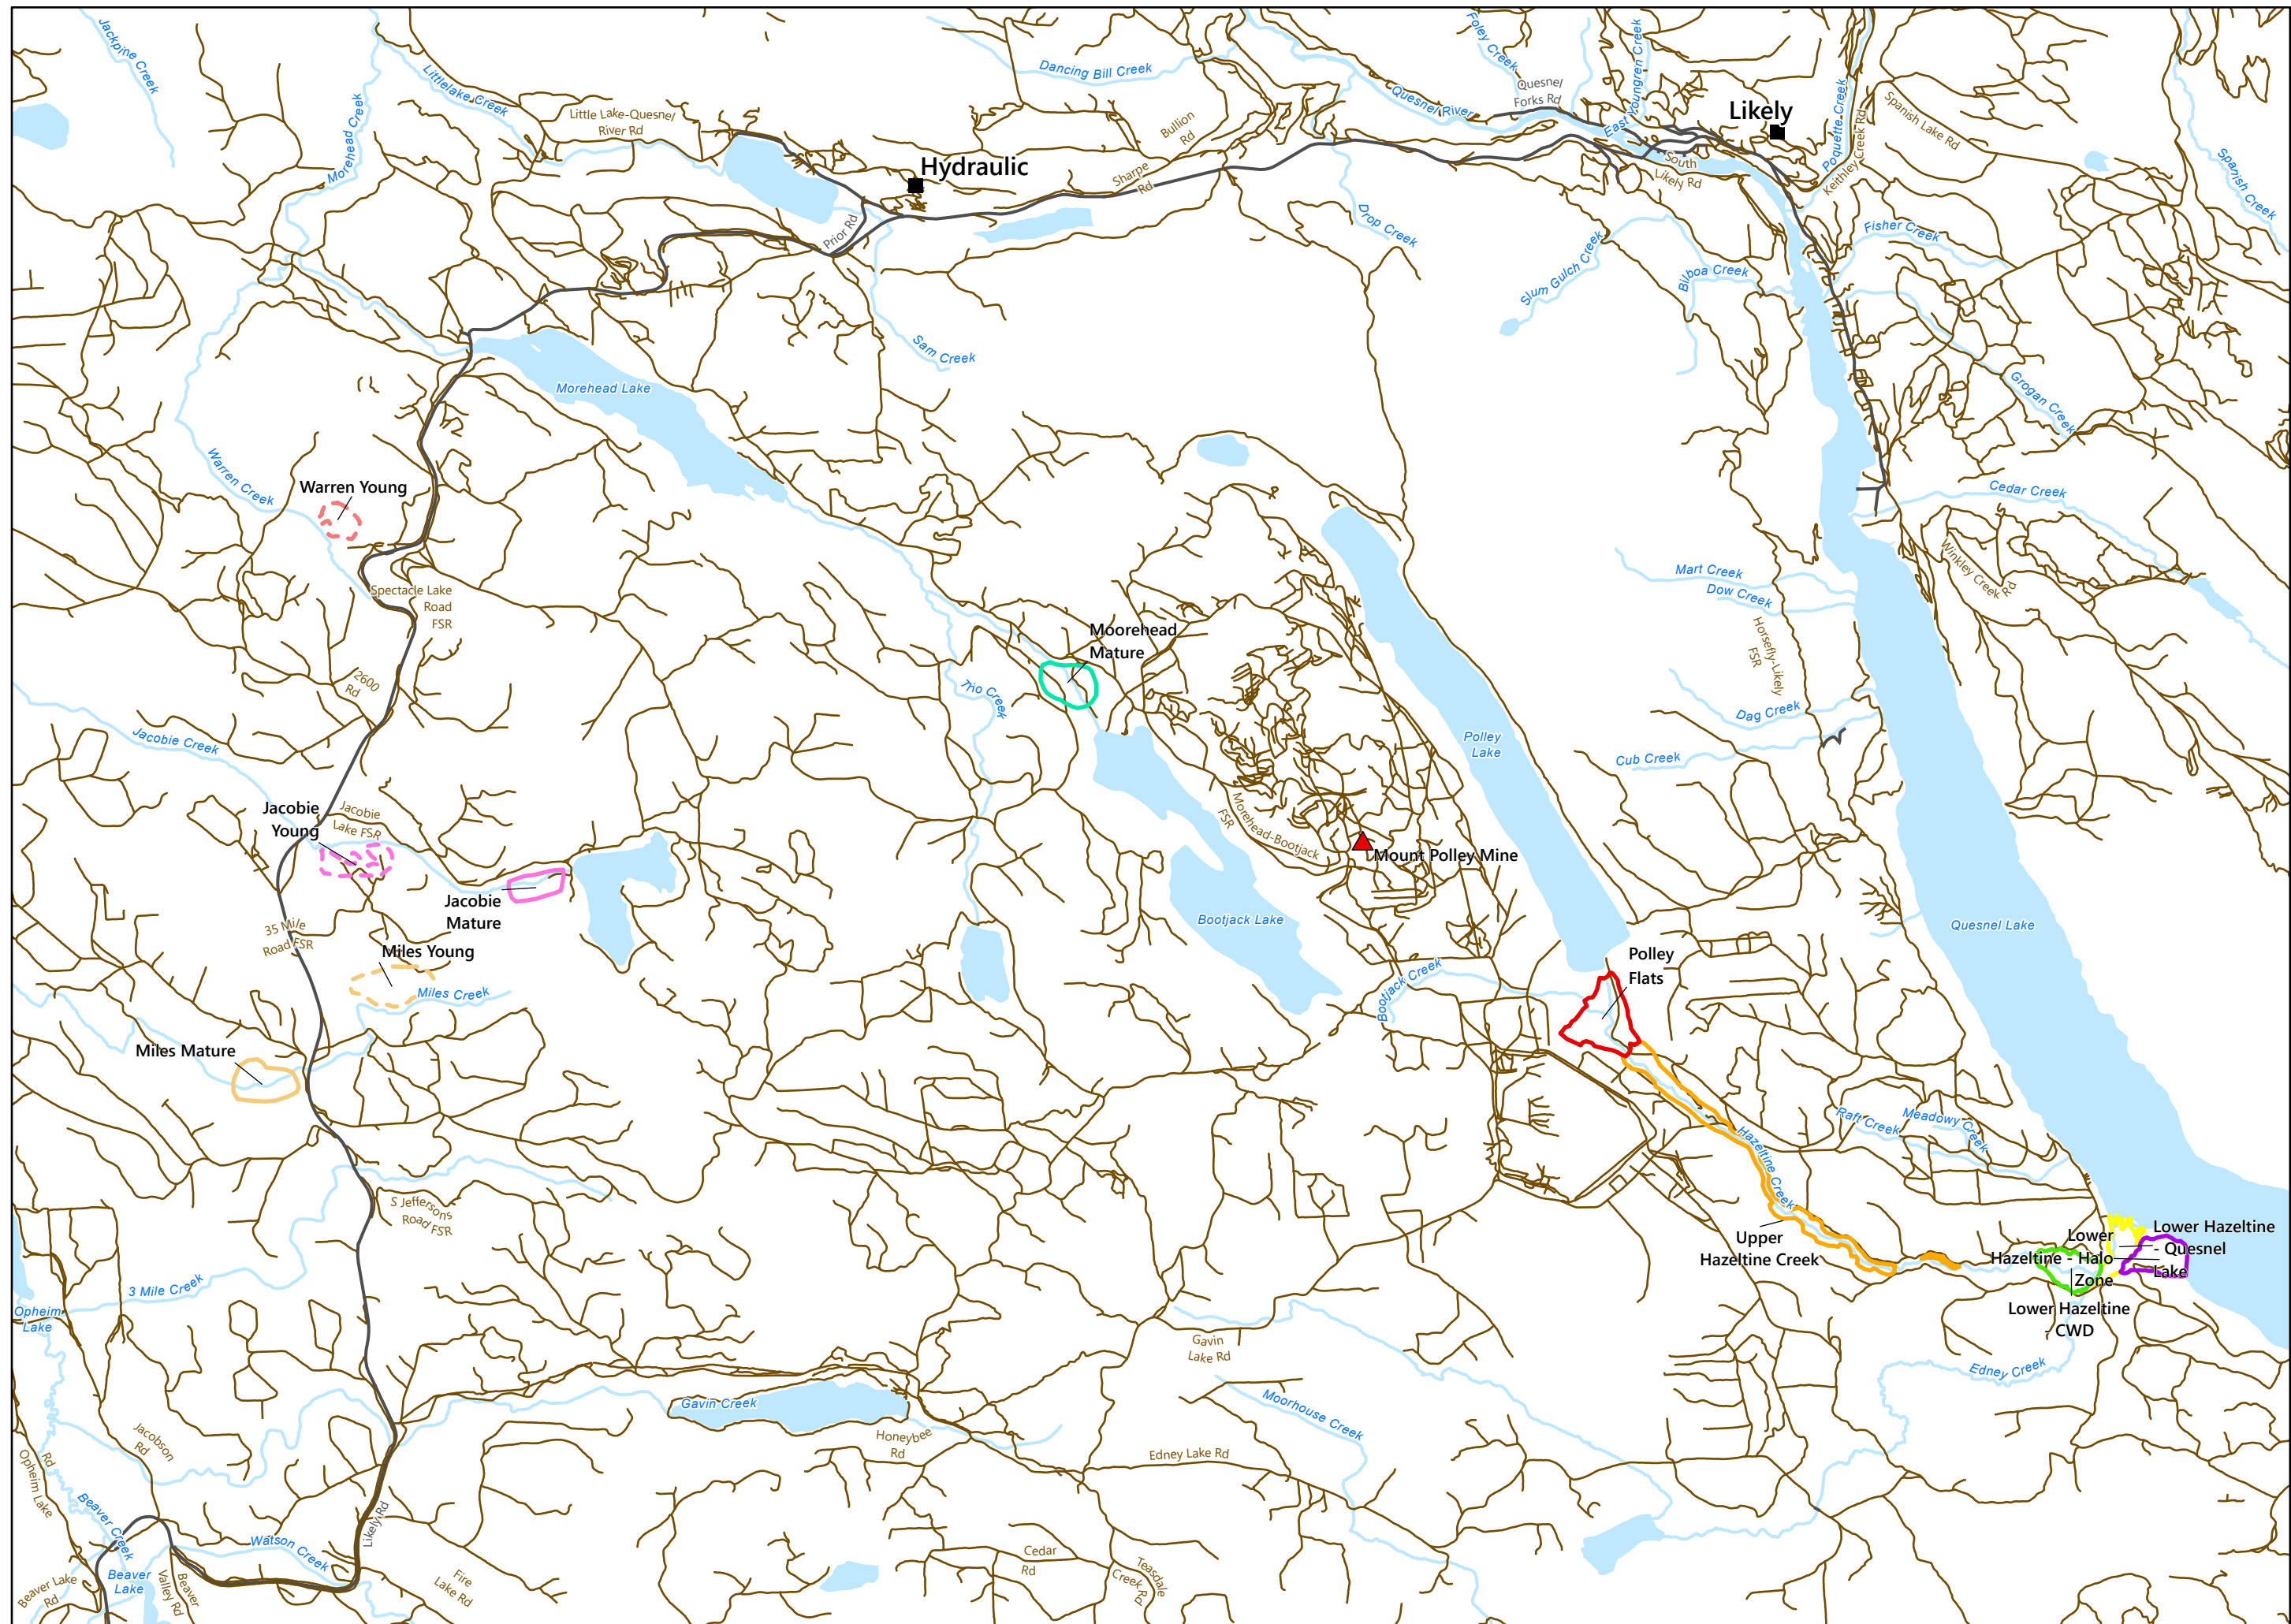 Jackpine Creek
Morehead Creek
Littlelake Creek
Little Lake-Quesnel
River Rd
Dancing Bill Creek
Bullion
Rd
Sharpe
Rd
Hydraulic
Prior Rd
Quesnel River
Foley Creek
Quesnel
Forks Rd
East Youngren Creek
Likely
South
Likely Rd
Poquette Creek
Keithley Creek Rd
Spanish Lake Rd
Spanish Creek
Drop Creek
Slum Gulch Creek
Bilboa Creek
Fisher Creek
Grogan Creek
Sam Creek
Morehead Lake
Warren Creek
Warren Young
Spectacle Lake
Road
FSR
2600
Rd
Cedar Creek
Winkley Creek Rd
Mart Creek
Dow Creek
Horsefly-Likely
FSR
Dag Creek
Cub Creek
Moorehead
Mature
Trio Creek
Polley
Lake
Jacobie Creek
Jacobie
Young
Jacobie
Lake FSR
Jacobie
Mature
Morehead-Bootjack
FSR
Mount Polley Mine
Bootjack Lake
Quesnel Lake
35 Mile
Road FSR
Miles Young
Miles Creek
Miles Mature
Bootjack Creek
Polley
Flats
Raft Creek
Meadowy Creek
Hazeltine Creek
S Jeffersons
Road FSR
Upper
Hazeltine Creek
Lower
Hazeltine - Halo
Zone
Lower Hazeltine
- Quesnel
Lake
Lower Hazeltine
- CWD
3 Mile Creek
Opheim
Lake
Gavin
Lake Rd
Edney Creek
Gavin Creek
Moorhouse Creek
Honeybee
Rd
Edney Lake Rd
Jacobson
Rd
Opheim Lake
Rd
Beaver Creek
Watson Creek
Likely Rd
Beaver
Lake
Beaver Lake
Rd
Beaver
Valley Rd
Fire
Lake Rd
Cedar
Rd
Teasdale
Creek Rd